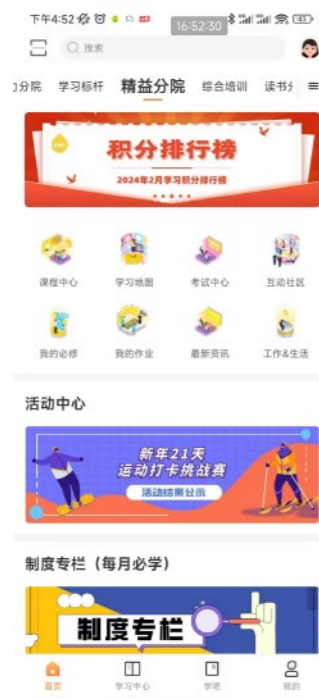 下午4:52
16:52:30
搜索
分院 学习标杆 精益分院 综合培训 读书分
积分排行榜
2024年2月学习积分排行榜
课程中心 学习地图 考试中心 互动社区
我的必修 我的作业 最新资讯 工作&生活
活动中心
新年21天
运动打卡挑战赛
活动结果公示
制度专栏（每月必学）
制度专栏
首页 学习中心 学吧 我的